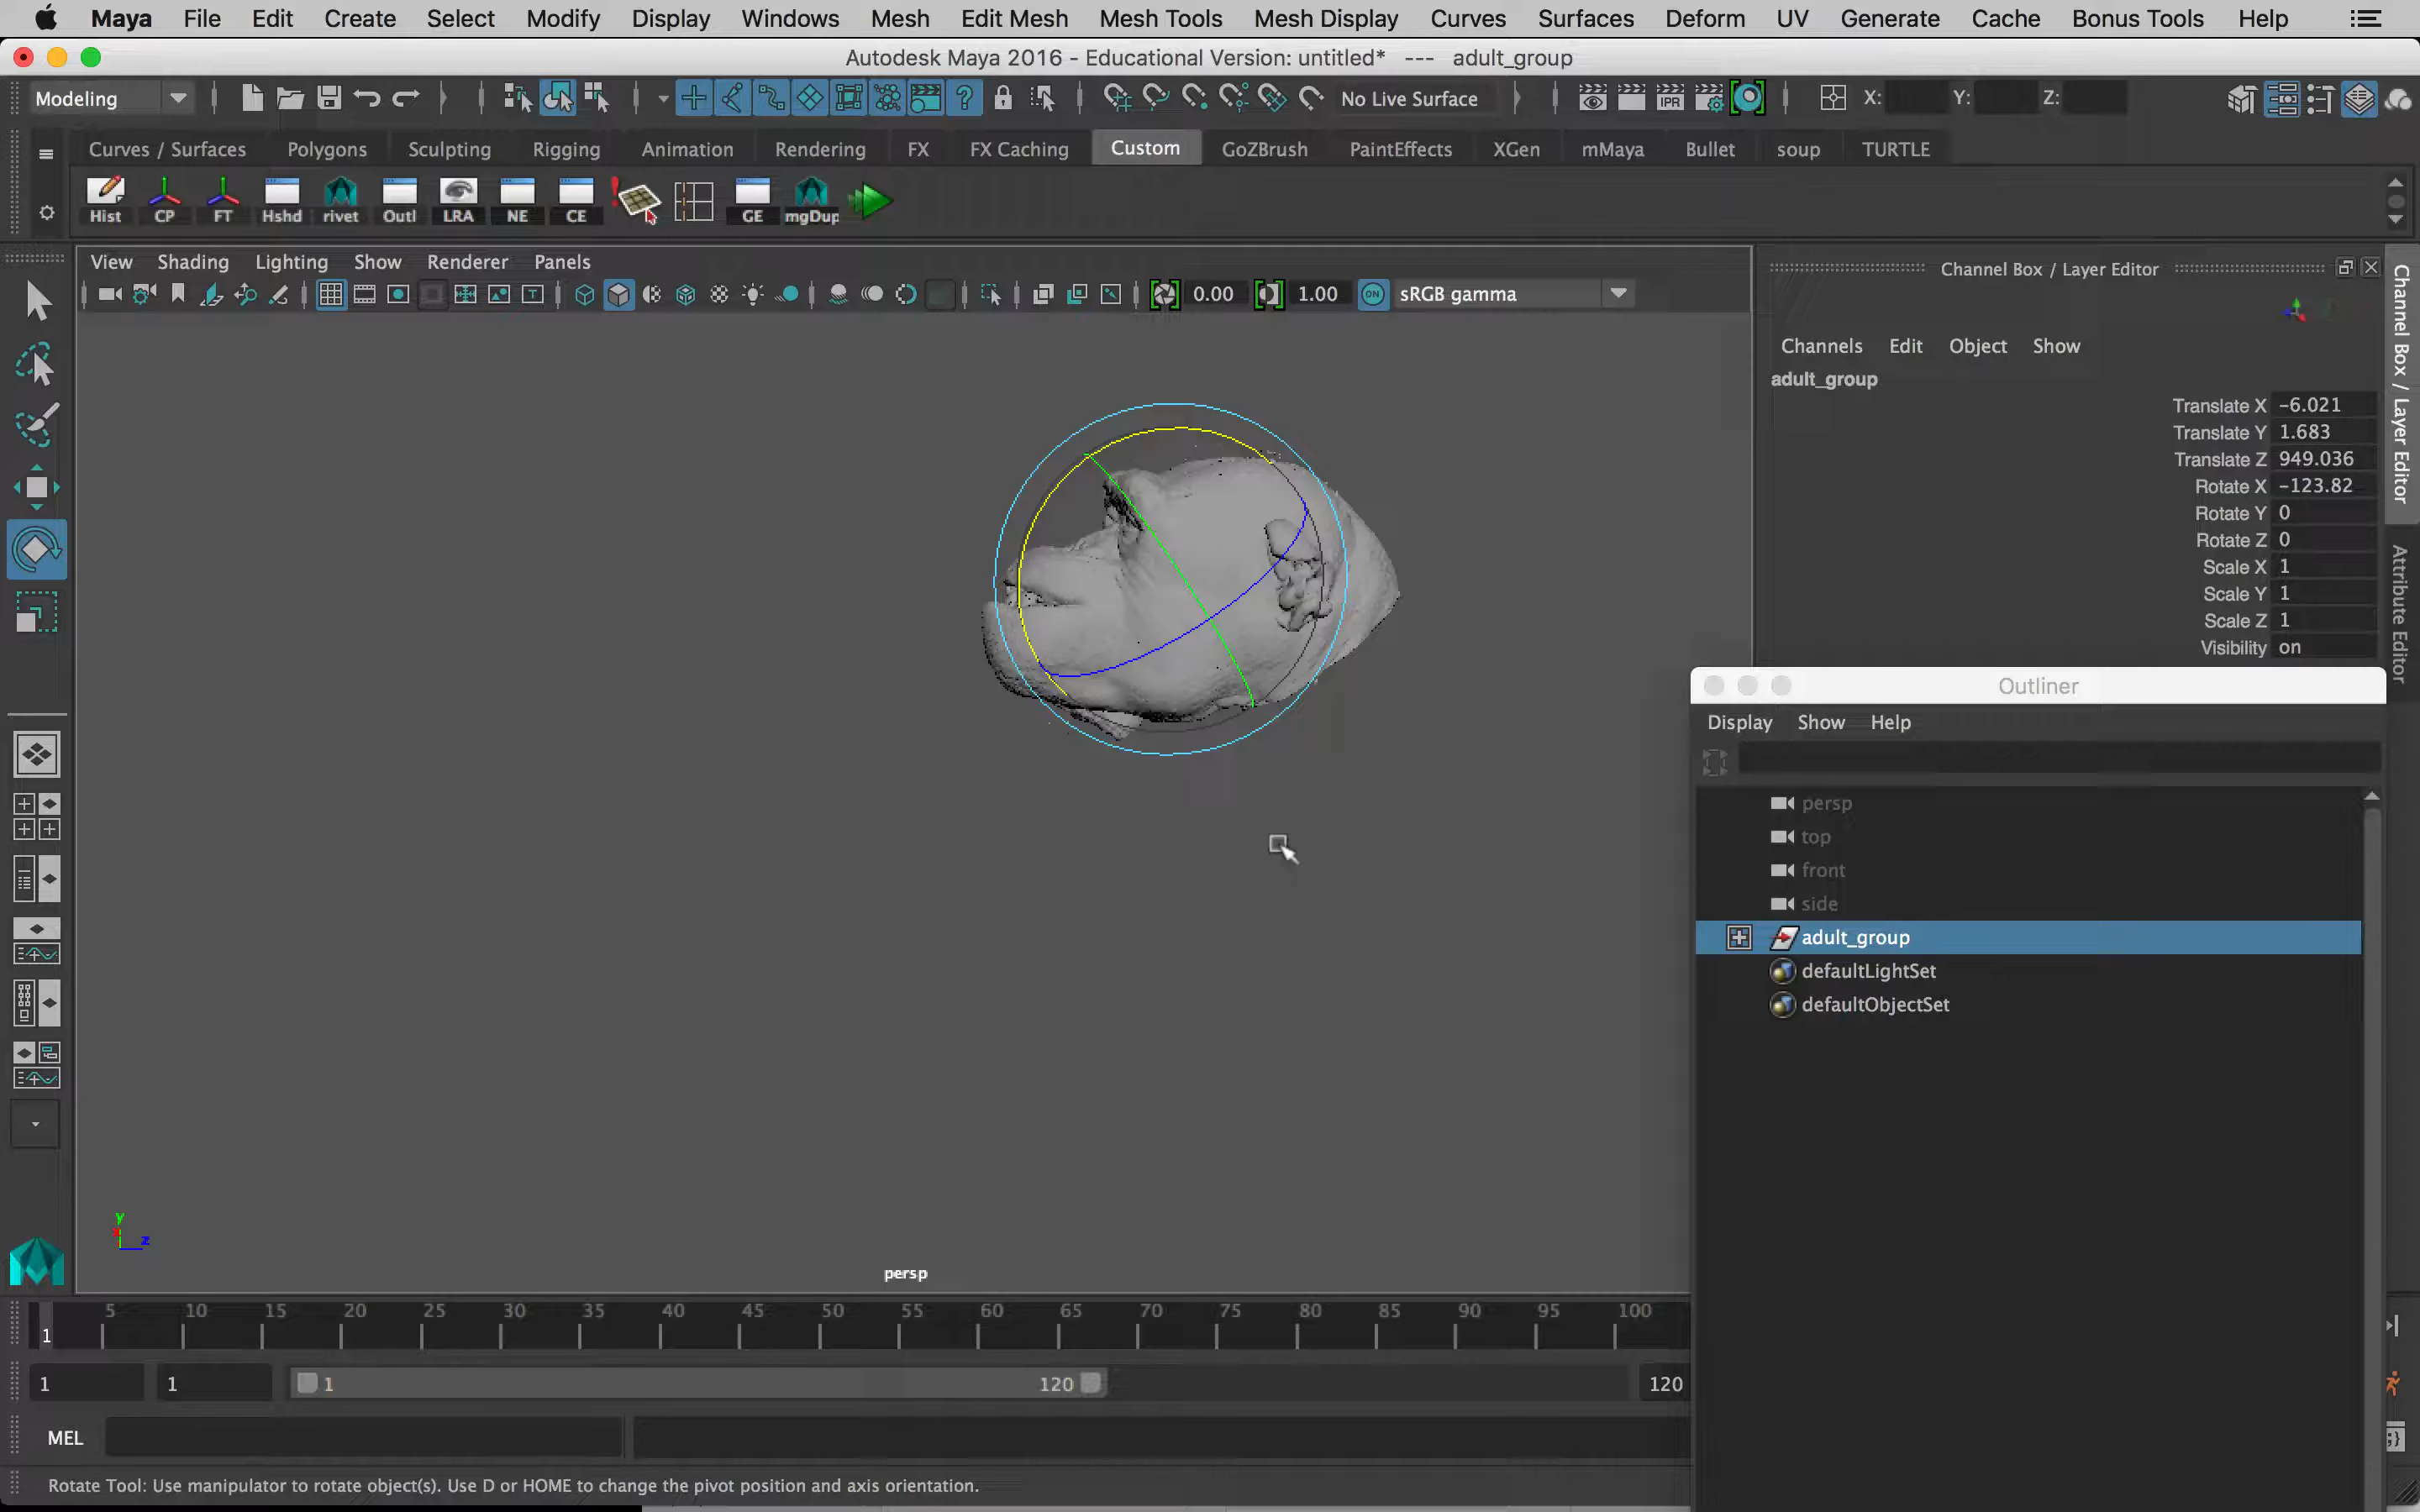 Maya File Edit Create Select Modify Display Windows Mesh Edit Mesh Mesh Tools Mesh Display Curves Surfaces Deform UV Generate Cache Bonus Tools Help
Autodesk Maya 2016 - Educational Version: untitled* --- adult_group
Modeling No Live Surface IPR X: Y: Z:
Curves / Surfaces Polygons Sculpting Rigging Animation Rendering FX FX Caching Custom GoZBrush PaintEffects XGen mMaya Bullet soup TURTLE
Hist CP FT Hshd rivet Outl LRA NE CE GE mgDup
View Shading Lighting Show Renderer Panels
0.00 1.00 ON sRGB gamma
Channel Box / Layer Editor
Channels Edit Object Show
adult_group
Translate X -6.021
Translate Y 1.683
Translate Z 949.036
Rotate X -123.82
Rotate Y 0
Rotate Z 0
Scale X 1
Scale Y 1
Scale Z 1
Visibility on
Channel Box / Layer Editor
Attribute Editor
Outliner
Display Show Help
persp
top
front
side
adult_group
defaultLightSet
defaultObjectSet
y
z
persp
5 10 15 20 25 30 35 40 45 50 55 60 65 70 75 80 85 90 95 100
1
1 1 1 120 120
MEL
Rotate Tool: Use manipulator to rotate object(s). Use D or HOME to change the pivot position and axis orientation.